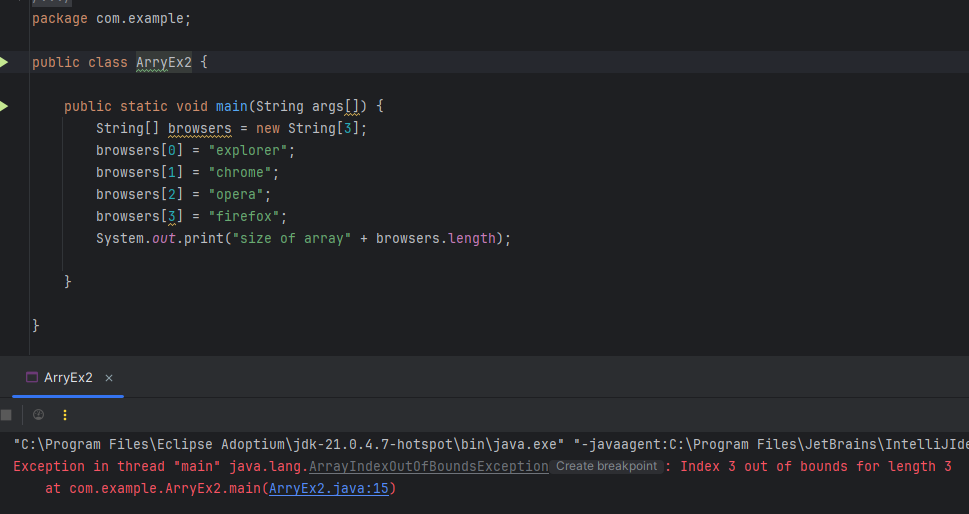 package com.example;
public class ArryEx2 {
public static void main(String args[]) {
String[] browsers = new String[3];
browsers[0] = "explorer";
browsers[1] = "chrome";
browsers[2] = "opera";
browsers[3] = "firefox";
System.out.print("size of array" + browsers.length);
}
}
ArryEx2 ×
"C:\Program Files\Eclipse Adoptium\jdk-21.0.4.7-hotspot\bin\java.exe" "-javaagent:C:\Program Files\JetBrains\IntelliJIde
Exception in thread "main" java.lang.ArrayIndexOutOfBoundsException Create breakpoint : Index 3 out of bounds for length 3
at com.example.ArryEx2.main(ArryEx2.java:15)